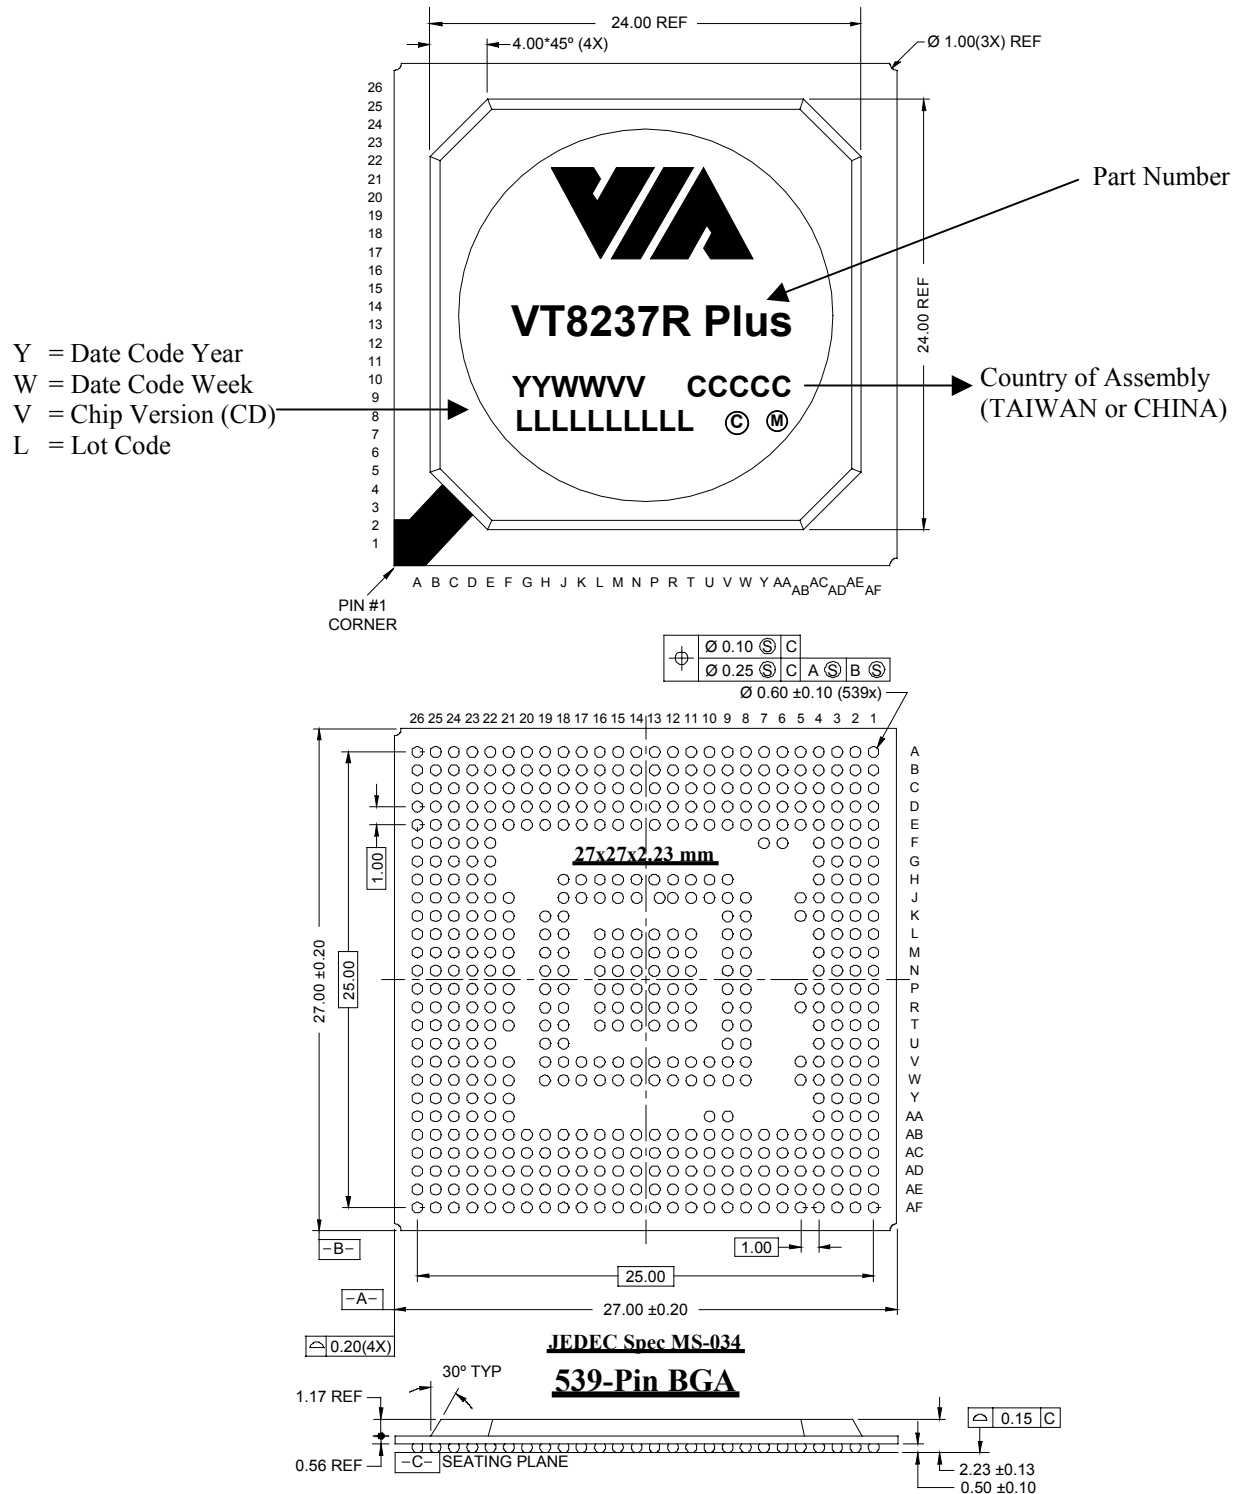 24.00 REF
4.00*45º (4X)
Ø 1.00(3X) REF
26
25
24
23
22
21
20
19
18
17
16
15
14
13
12
11
10
9
8
7
6
5
4
3
2
1
VIA
Part Number
VT8237R Plus
24.00 REF
Y = Date Code Year
W = Date Code Week
V = Chip Version (CD)
L = Lot Code
YYWWVV CCCCC
LLLLLLLLLL Ⓒ Ⓜ
Country of Assembly
(TAIWAN or CHINA)
A B C D E F G H J K L M N P R T U V W Y AA AB AC AD AE AF
PIN #1
CORNER
Ø 0.10 Ⓢ C
Ø 0.25 Ⓢ C A Ⓢ B Ⓢ
Ø 0.60 ±0.10 (539x)
26 25 24 23 22 21 20 19 18 17 16 15 14 13 12 11 10 9 8 7 6 5 4 3 2 1
A
B
C
D
E
F
G
H
J
K
L
M
N
P
R
T
U
V
W
Y
AA
AB
AC
AD
AE
AF
27x27x2.23 mm
1.00
27.00 ±0.20
25.00
-B-
1.00
25.00
-A-
27.00 ±0.20
0.20(4X)
JEDEC Spec MS-034
539-Pin BGA
30º TYP
1.17 REF
0.15 C
0.56 REF
-C- SEATING PLANE
2.23 ±0.13
0.50 ±0.10